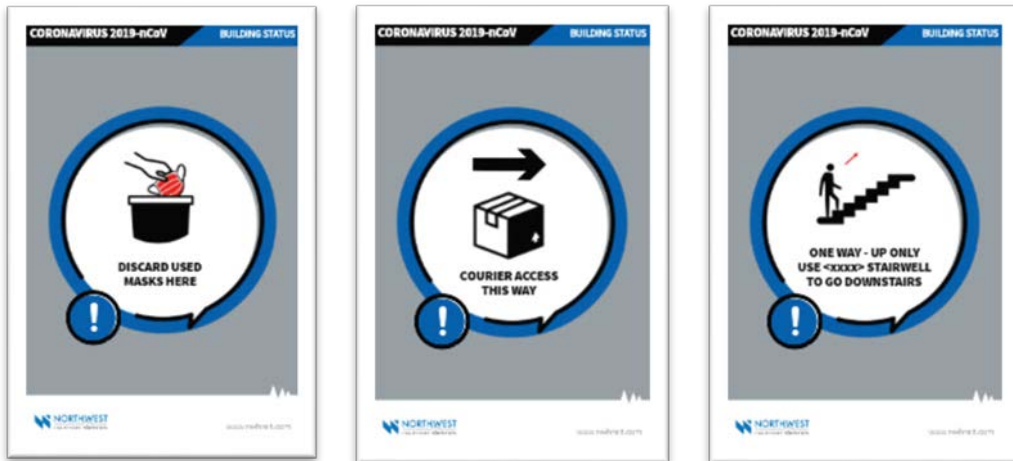 CORONAVIRUS 2019-nCoV BUILDING STATUS
DISCARD USED
MASKS HERE
!
NORTHWEST
CORONAVIRUS 2019-nCoV BUILDING STATUS
COURIER ACCESS
THIS WAY
!
NORTHWEST
CORONAVIRUS 2019-nCoV BUILDING STATUS
ONE WAY - UP ONLY
USE <xxxx> STAIRWELL
TO GO DOWNSTAIRS
!
NORTHWEST